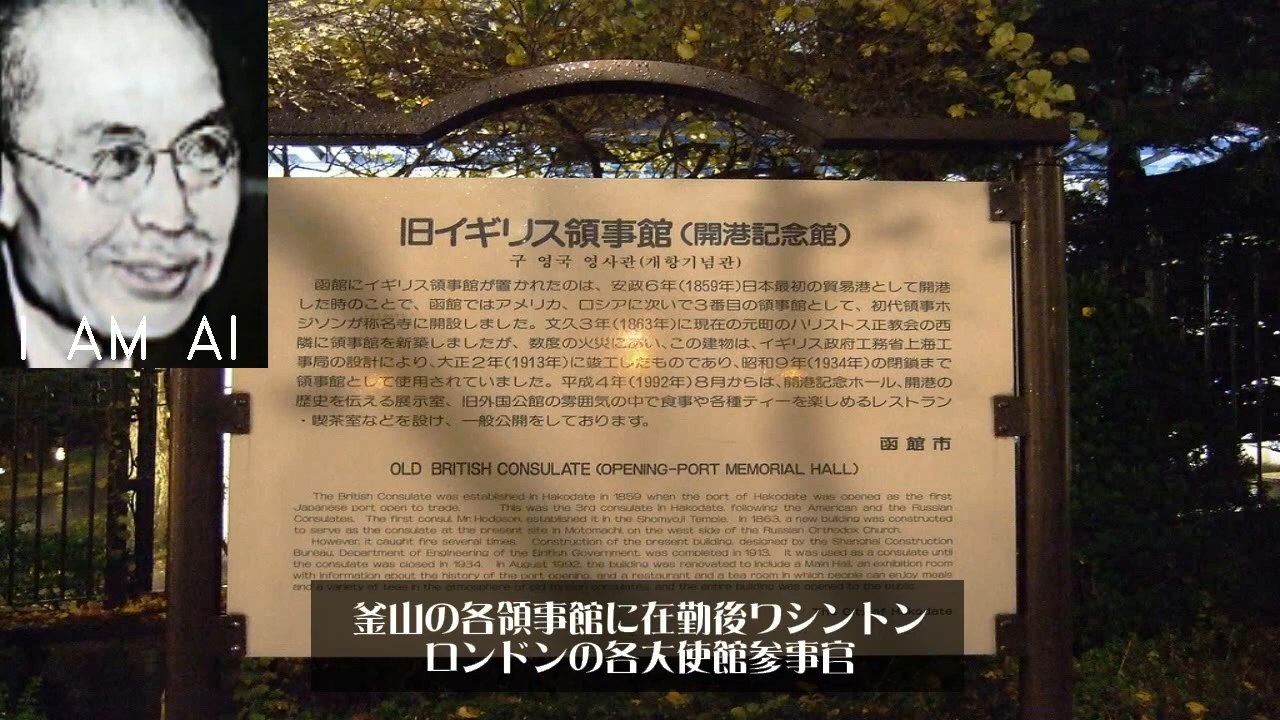 I AM AI
旧イギリス領事館（開港記念館）
구 영국 영사관(개항기념관)
函館にイギリス領事館が置かれたのは、安政6年(1859年)日本最初の貿易港として開港
した時のことで、函館ではアメリカ、ロシアに次いで3番目の領事館として、初代領事ホ
ジソンが称名寺に開設しました。文久3年(1863年)に現在の元町のハリストス正教会の西
隣に領事館を新築しましたが、数度の火災にあい、この建物は、イギリス政府工務省上海工
事局の設計により、大正2年(1913年)に竣工したものであり、昭和9年(1934年)の閉鎖まで
領事館として使用されていました。平成4年(1992年)8月からは、開港記念ホール、開港の
歴史を伝える展示室、旧外国公館の雰囲気の中で食事や各種ティーを楽しめるレストラン
・喫茶室などを設け、一般公開をしております。
函館市
OLD BRITISH CONSULATE (OPENING-PORT MEMORIAL HALL)
The British Consulate was established in Hakodate in 1859 when the port of Hakodate was opened as the first
Japanese port open to trade. This was the 3rd consulate in Hakodate, following the American and the Russian
Consulates. The first consul, Mr. Hodgson, established it in the Shomyoji Temple. In 1863, a new building was constructed
to serve as the consulate at the present site in Motomachi, on the west side of the Russian Orthodox Church.
However, it caught fire several times. Construction of the present building, designed by the Shanghai Construction
Bureau, Department of Engineering of the British Government, was completed in 1913. It was used as a consulate until
the consulate was closed in 1934. In August 1992, the building was renovated to include a Main Hall, an exhibition room
with information about the history of the port opening, and a restaurant and a tea room in which people can enjoy meals
and a variety of teas in the atmosphere of old and the entire building was opened to the public.
Hakodate
釜山の各領事館に在勤後ワシントン
ロンドンの各大使館参事官